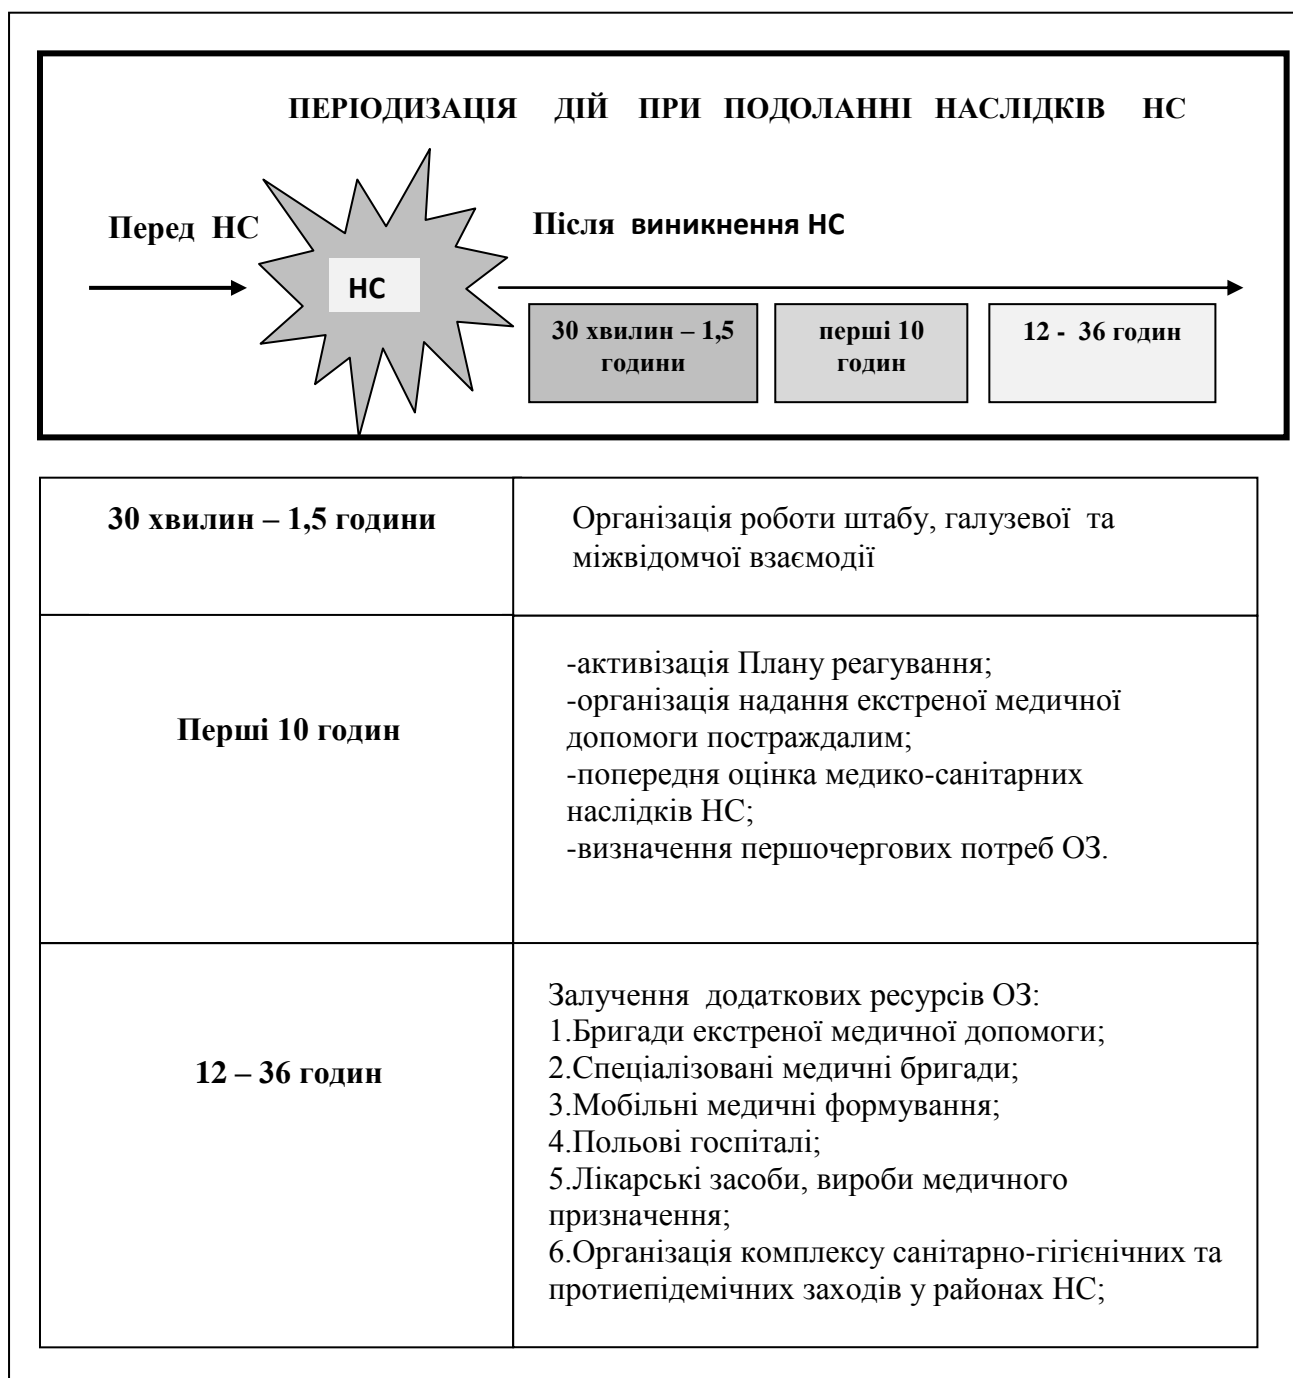 ПЕРІОДИЗАЦІЯ ДІЙ ПРИ ПОДОЛАННІ НАСЛІДКІВ НС
Перед НС
НС
Після виникнення НС
30 хвилин – 1,5
години
перші 10
годин
12 - 36 годин
30 хвилин – 1,5 години
Організація роботи штабу, галузевої та
міжвідомчої взаємодії
Перші 10 годин
-активізація Плану реагування;
-організація надання екстреної медичної
допомоги постраждалим;
-попередня оцінка медико-санітарних
наслідків НС;
-визначення першочергових потреб ОЗ.
12 – 36 годин
Залучення додаткових ресурсів ОЗ:
1.Бригади екстреної медичної допомоги;
2.Спеціалізовані медичні бригади;
3.Мобільні медичні формування;
4.Польові госпіталі;
5.Лікарські засоби, вироби медичного
призначення;
6.Організація комплексу санітарно-гігієнічних та
протиепідемічних заходів у районах НС;